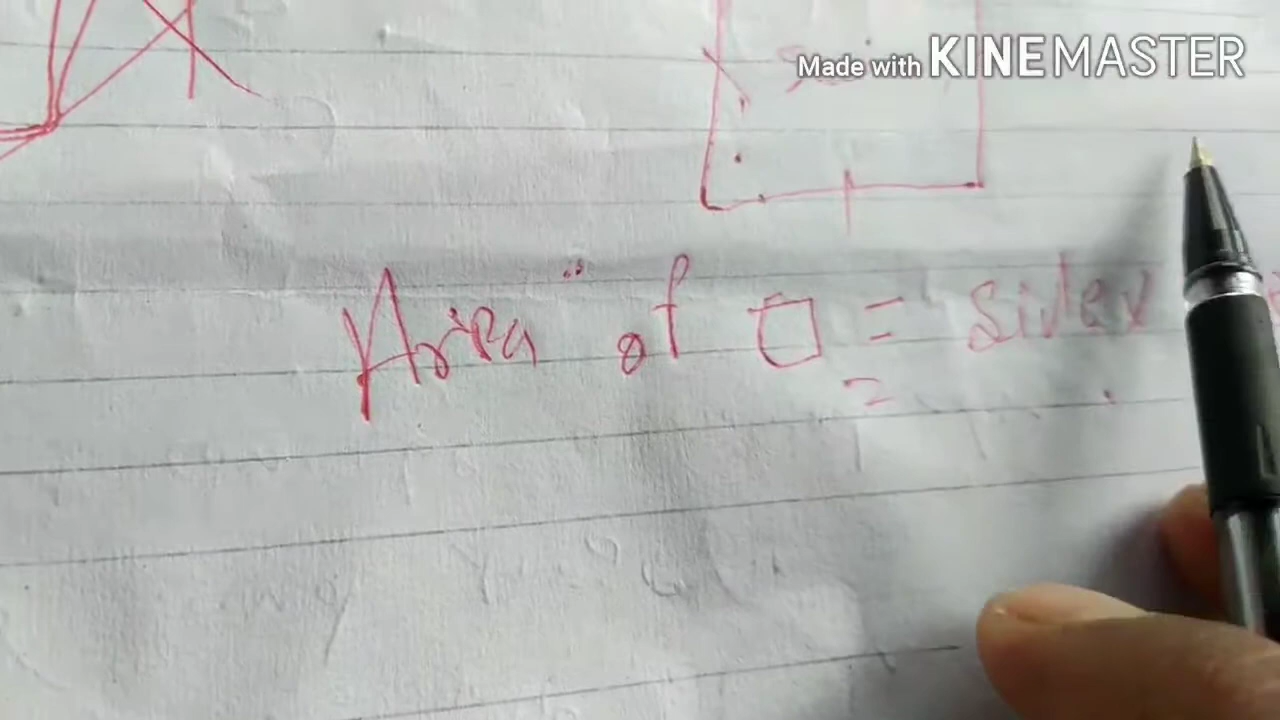 Made with KINEMASTER
Area of □ = side x
=